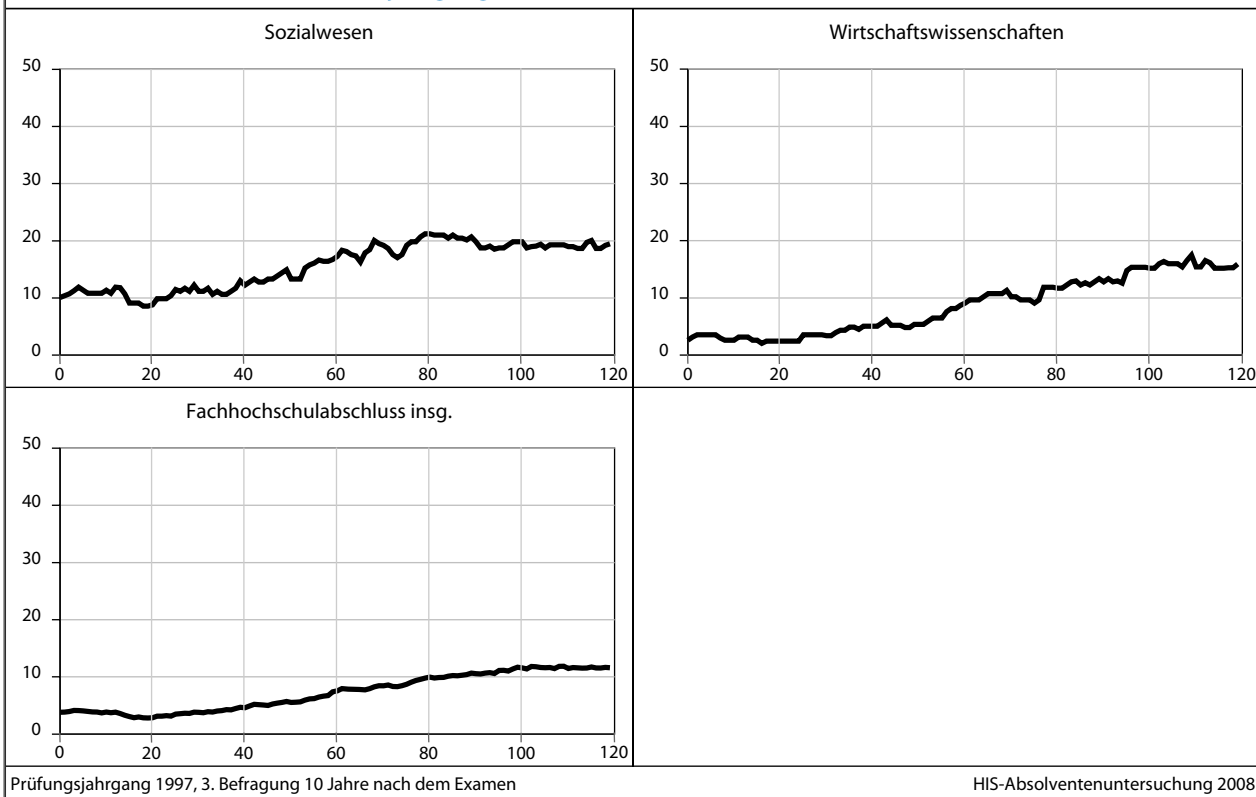 Sozialwesen
50
40
30
20
10
0
0 20 40 60 80 100 120
Wirtschaftswissenschaften
50
40
30
20
10
0
0 20 40 60 80 100 120
Fachhochschulabschluss insg.
50
40
30
20
10
0
0 20 40 60 80 100 120
Prüfungsjahrgang 1997, 3. Befragung 10 Jahre nach dem Examen
HIS-Absolventenuntersuchung 2008